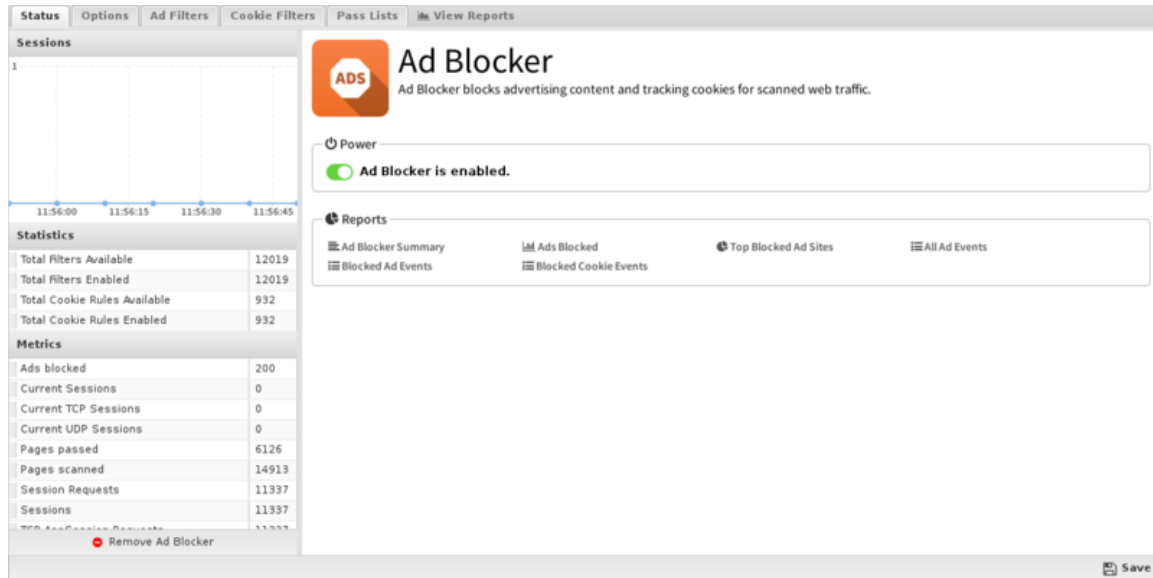 Status Options Ad Filters Cookie Filters Pass Lists View Reports
Sessions
1
11:56:00 11:56:15 11:56:30 11:56:45
Statistics
Total Filters Available 12019
Total Filters Enabled 12019
Total Cookie Rules Available 932
Total Cookie Rules Enabled 932
Metrics
Ads blocked 200
Current Sessions 0
Current TCP Sessions 0
Current UDP Sessions 0
Pages passed 6126
Pages scanned 14913
Session Requests 11337
Sessions 11337
Remove Ad Blocker
ADS
Ad Blocker
Ad Blocker blocks advertising content and tracking cookies for scanned web traffic.
Power
Ad Blocker is enabled.
Reports
Ad Blocker Summary Ads Blocked Top Blocked Ad Sites All Ad Events
Blocked Ad Events Blocked Cookie Events
Save